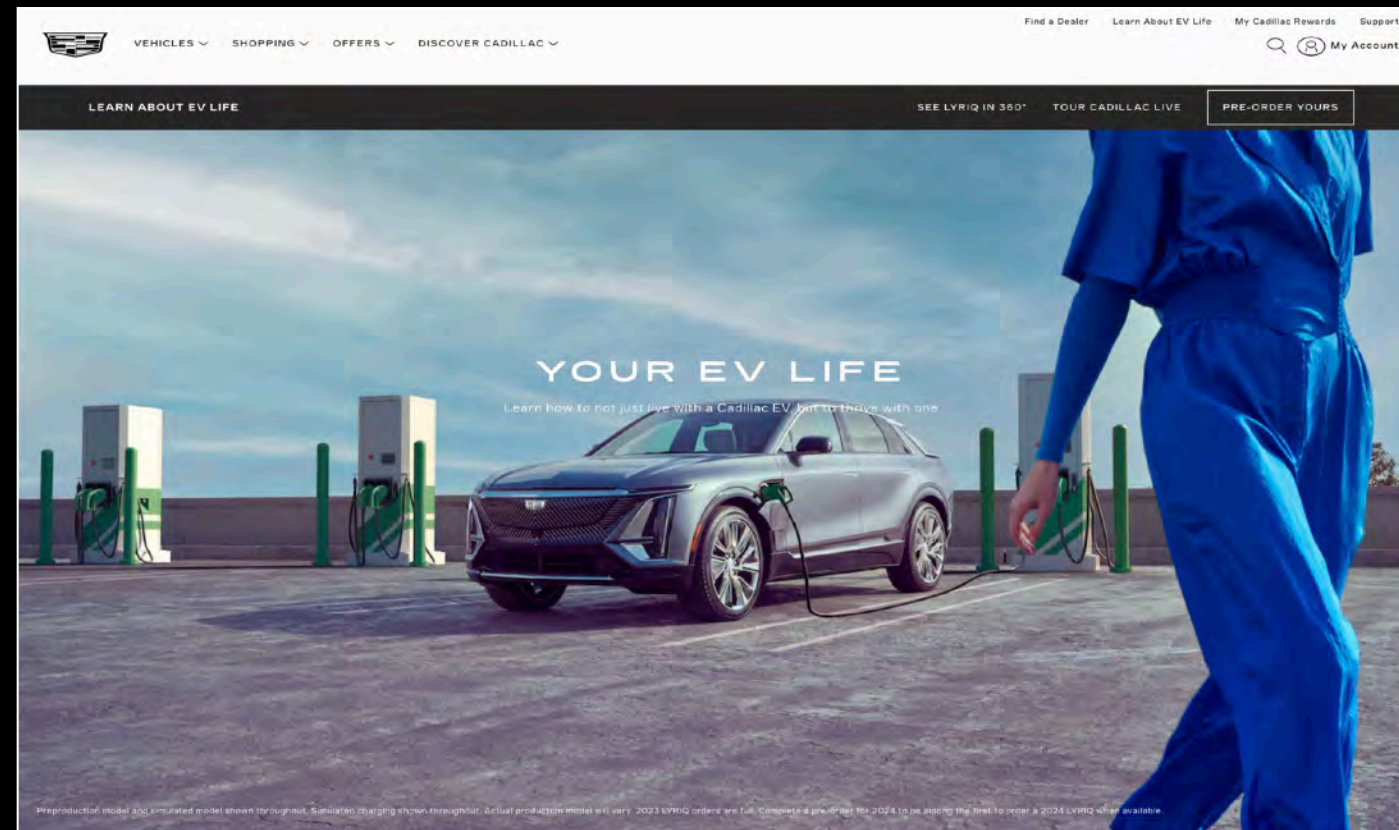 Find a Dealer Learn About EV Life My Cadillac Rewards Support
VEHICLES SHOPPING OFFERS DISCOVER CADILLAC My Account
LEARN ABOUT EV LIFE SEE LYRIQ IN 360° TOUR CADILLAC LIVE PRE-ORDER YOURS
YOUR EV LIFE
Learn how to not just live with a Cadillac EV, but to thrive with one
Preproduction model and simulated model shown throughout. Simulated charging shown throughout. Actual production model will vary. 2023 LYRIQ orders are full. Complete a pre-order for 2024 to be among the first to order a 2024 LYRIQ when available.